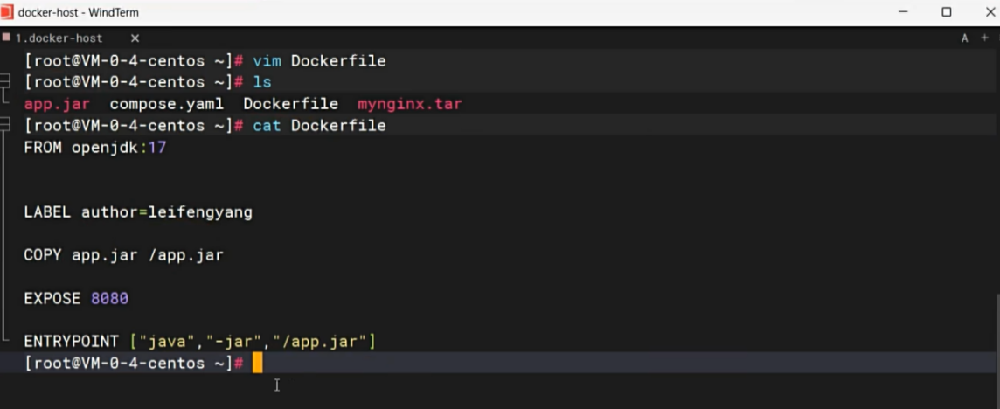 docker-host - WindTerm
1.docker-host
A +
[root@VM-0-4-centos ~]# vim Dockerfile
[root@VM-0-4-centos ~]# ls
app.jar  compose.yaml  Dockerfile  mynginx.tar
[root@VM-0-4-centos ~]# cat Dockerfile
FROM openjdk:17
LABEL author=leifengyang
COPY app.jar /app.jar
EXPOSE 8080
ENTRYPOINT ["java","-jar","/app.jar"]
[root@VM-0-4-centos ~]#